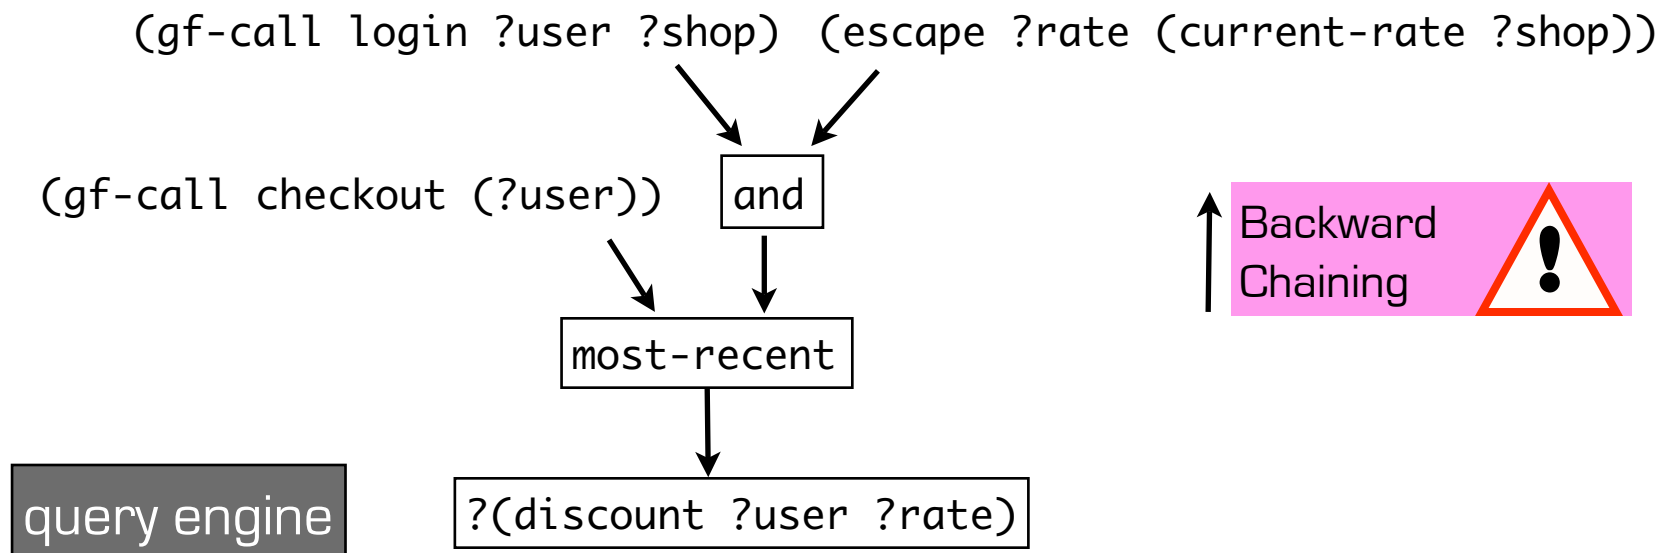 (gf-call login ?user ?shop) (escape ?rate (current-rate ?shop))
(gf-call checkout (?user))
and
Backward
Chaining
!
most-recent
query engine
?(discount ?user ?rate)